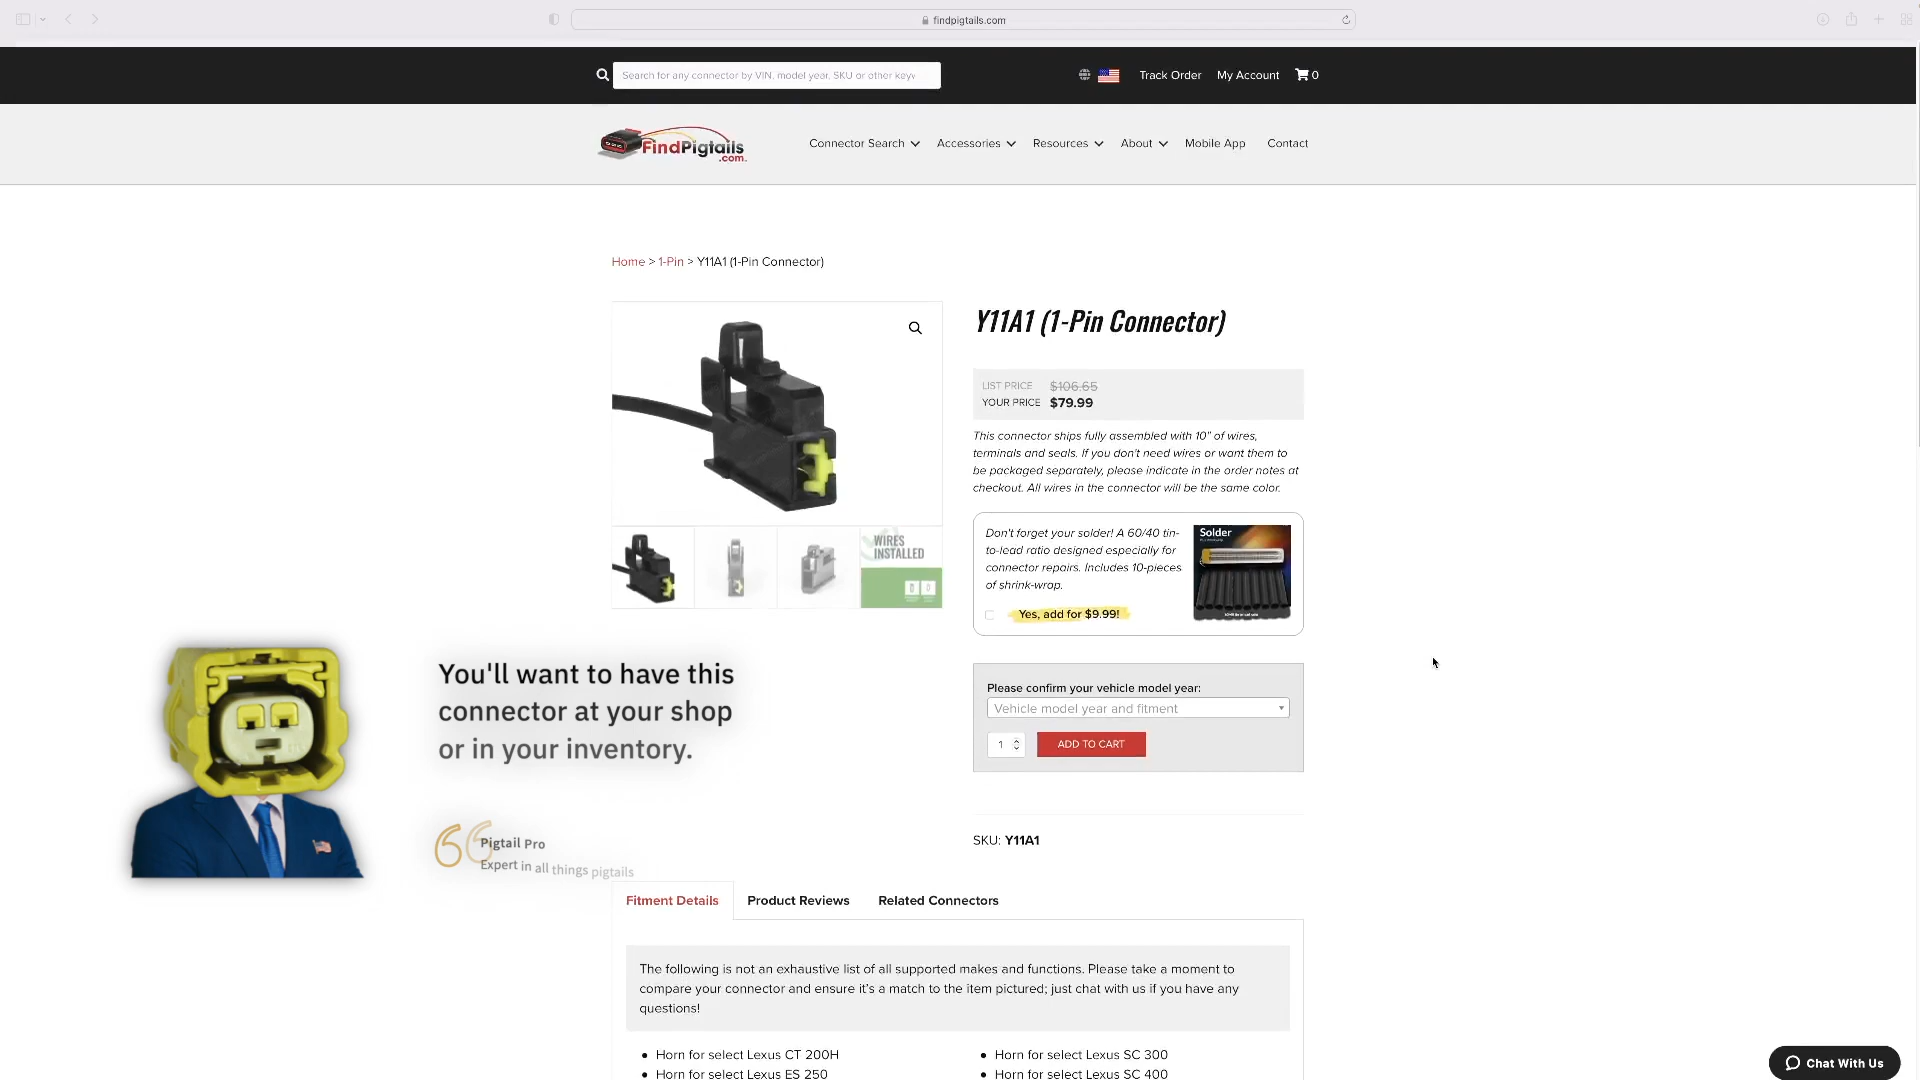 findpigtails.com
Search for any connector by VIN, model year, SKU or other keyv
Track Order
My Account
0
FindPigtails
.com.
Connector Search
Accessories
Resources
About
Mobile App
Contact
Home > 1-Pin > Y11A1 (1-Pin Connector)
Y11A1 (1-Pin Connector)
LIST PRICE $106.65
YOUR PRICE $79.99
This connector ships fully assembled with 10" of wires,
terminals and seals. If you don't need wires or want them to
be packaged separately, please indicate in the order notes at
checkout. All wires in the connector will be the same color.
WIRES
INSTALLED
Don't forget your solder! A 60/40 tin-
to-lead ratio designed especially for
connector repairs. Includes 10-pieces
of shrink-wrap.
Yes, add for $9.99!
Solder
Please confirm your vehicle model year:
Vehicle model year and fitment
1
ADD TO CART
You'll want to have this
connector at your shop
or in your inventory.
Pigtail Pro
Expert in all things pigtails
SKU: Y11A1
Fitment Details
Product Reviews
Related Connectors
The following is not an exhaustive list of all supported makes and functions. Please take a moment to
compare your connector and ensure it's a match to the item pictured; just chat with us if you have any
questions!
Horn for select Lexus CT 200H
Horn for select Lexus SC 300
Horn for select Lexus ES 250
Horn for select Lexus SC 400
Chat With Us